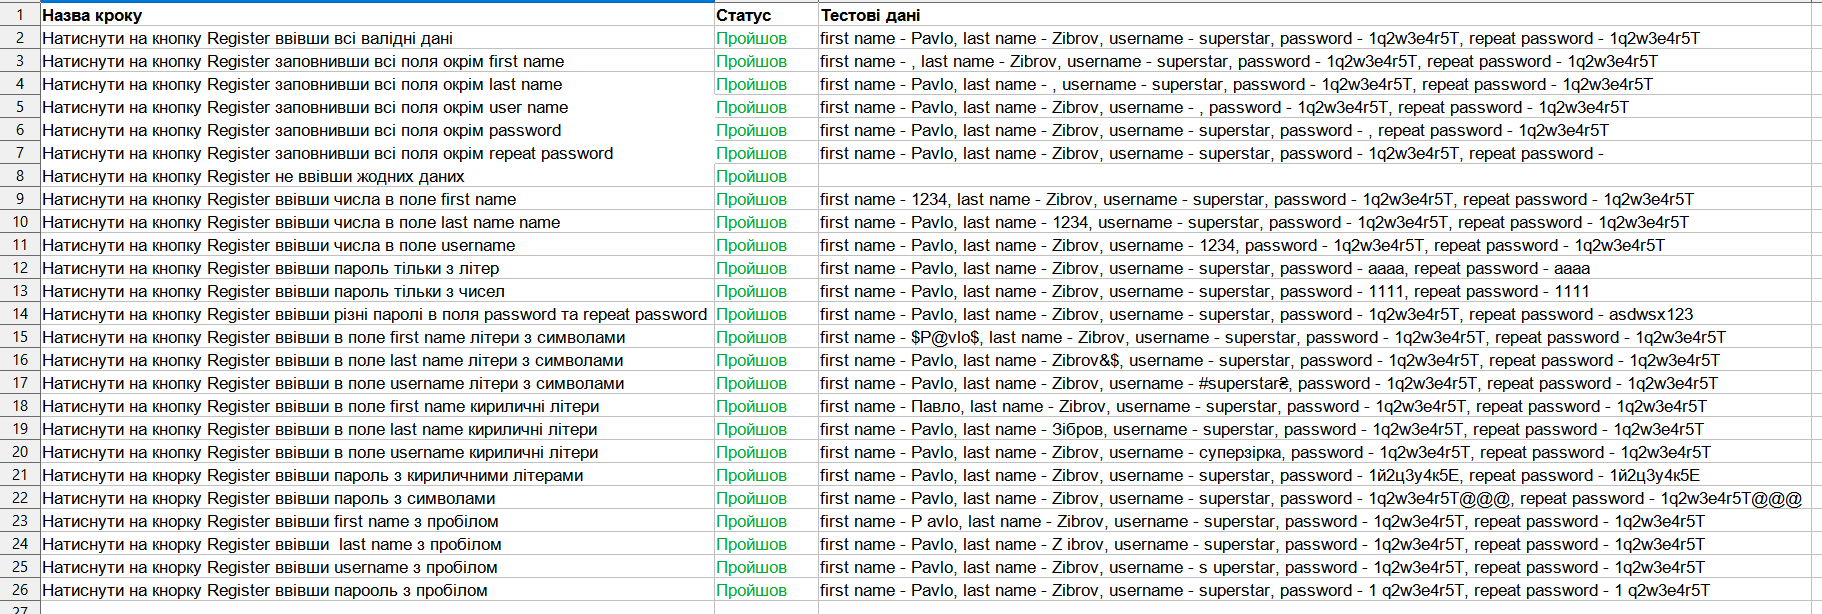 1 Назва кроку Статус Тестові дані
2 Натиснути на кнопку Register ввівши всі валідні дані Пройшов first name - Pavlo, last name - Zibrov, username - superstar, password - 1q2w3e4r5T, repeat password - 1q2w3e4r5T
3 Натиснути на кнопку Register заповнивши всі поля окрім first name Пройшов first name - , last name - Zibrov, username - superstar, password - 1q2w3e4r5T, repeat password - 1q2w3e4r5T
4 Натиснути на кнопку Register заповнивши всі поля окрім last name Пройшов first name - Pavlo, last name - , username - superstar, password - 1q2w3e4r5T, repeat password - 1q2w3e4r5T
5 Натиснути на кнопку Register заповнивши всі поля окрім user name Пройшов first name - Pavlo, last name - Zibrov, username - , password - 1q2w3e4r5T, repeat password - 1q2w3e4r5T
6 Натиснути на кнопку Register заповнивши всі поля окрім password Пройшов first name - Pavlo, last name - Zibrov, username - superstar, password - , repeat password - 1q2w3e4r5T
7 Натиснути на кнопку Register заповнивши всі поля окрім repeat password Пройшов first name - Pavlo, last name - Zibrov, username - superstar, password - 1q2w3e4r5T, repeat password -
8 Натиснути на кнопку Register не ввівши жодних даних Пройшов
9 Натиснути на кнопку Register ввівши числа в поле first name Пройшов first name - 1234, last name - Zibrov, username - superstar, password - 1q2w3e4r5T, repeat password - 1q2w3e4r5T
10 Натиснути на кнопку Register ввівши числа в поле last name name Пройшов first name - Pavlo, last name - 1234, username - superstar, password - 1q2w3e4r5T, repeat password - 1q2w3e4r5T
11 Натиснути на кнопку Register ввівши числа в поле username Пройшов first name - Pavlo, last name - Zibrov, username - 1234, password - 1q2w3e4r5T, repeat password - 1q2w3e4r5T
12 Натиснути на кнопку Register ввівши пароль тільки з літер Пройшов first name - Pavlo, last name - Zibrov, username - superstar, password - aaaa, repeat password - aaaa
13 Натиснути на кнопку Register ввівши пароль тільки з чисел Пройшов first name - Pavlo, last name - Zibrov, username - superstar, password - 1111, repeat password - 1111
14 Натиснути на кнопку Register ввівши різні паролі в поля password та repeat password Пройшов first name - Pavlo, last name - Zibrov, username - superstar, password - 1q2w3e4r5T, repeat password - asdwsx123
15 Натиснути на кнопку Register ввівши в поле first name літери з символами Пройшов first name - $P@vlo$, last name - Zibrov, username - superstar, password - 1q2w3e4r5T, repeat password - 1q2w3e4r5T
16 Натиснути на кнопку Register ввівши в поле last name літери з символами Пройшов first name - Pavlo, last name - Zibrov&$, username - superstar, password - 1q2w3e4r5T, repeat password - 1q2w3e4r5T
17 Натиснути на кнопку Register ввівши в поле username літери з символами Пройшов first name - Pavlo, last name - Zibrov, username - #superstar₴, password - 1q2w3e4r5T, repeat password - 1q2w3e4r5T
18 Натиснути на кнопку Register ввівши в поле first name кириличні літери Пройшов first name - Павло, last name - Zibrov, username - superstar, password - 1q2w3e4r5T, repeat password - 1q2w3e4r5T
19 Натиснути на кнопку Register ввівши в поле last name кириличні літери Пройшов first name - Pavlo, last name - Зібров, username - superstar, password - 1q2w3e4r5T, repeat password - 1q2w3e4r5T
20 Натиснути на кнопку Register ввівши в поле username кириличні літери Пройшов first name - Pavlo, last name - Zibrov, username - суперзірка, password - 1q2w3e4r5T, repeat password - 1q2w3e4r5T
21 Натиснути на кнорку Register ввівши пароль з кириличними літерами Пройшов first name - Pavlo, last name - Zibrov, username - superstar, password - 1й2ц3у4к5Е, repeat password - 1й2ц3у4к5Е
22 Натиснути на кнорку Register ввівши пароль з символами Пройшов first name - Pavlo, last name - Zibrov, username - superstar, password - 1q2w3e4r5T@@@, repeat password - 1q2w3e4r5T@@@
23 Натиснути на кнорку Register ввівши first name з пробілом Пройшов first name - P avlo, last name - Zibrov, username - superstar, password - 1q2w3e4r5T, repeat password - 1q2w3e4r5T
24 Натиснути на кнорку Register ввівши last name з пробілом Пройшов first name - Pavlo, last name - Z ibrov, username - superstar, password - 1q2w3e4r5T, repeat password - 1q2w3e4r5T
25 Натиснути на кнорку Register ввівши username з пробілом Пройшов first name - Pavlo, last name - Zibrov, username - s uperstar, password - 1q2w3e4r5T, repeat password - 1q2w3e4r5T
26 Натиснути на кнорку Register ввівши парооль з пробілом Пройшов first name - Pavlo, last name - Zibrov, username - superstar, password - 1 q2w3e4r5T, repeat password - 1 q2w3e4r5T
27